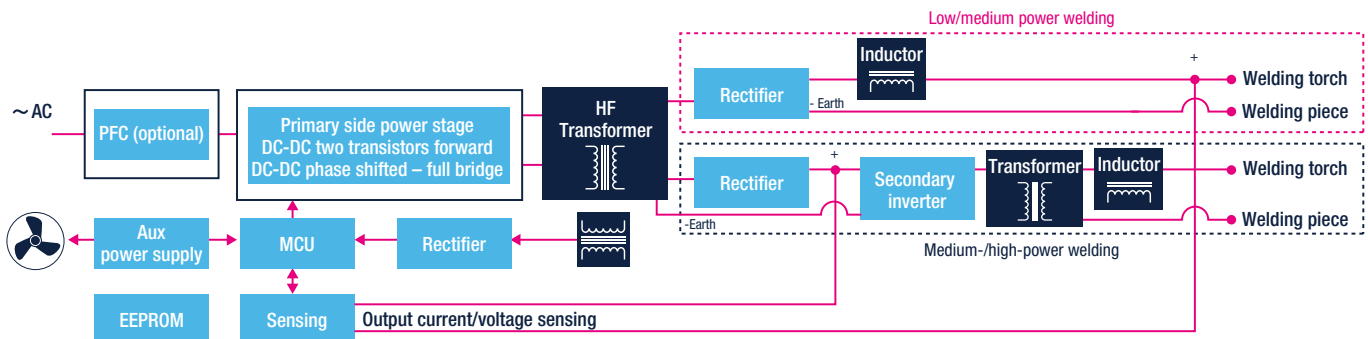 Low/medium power welding
Inductor
+
Welding torch
Rectifier
- Earth
Welding piece
~ AC
PFC (optional)
Primary side power stage
DC-DC two transistors forward
DC-DC phase shifted – full bridge
HF
Transformer
+
Rectifier
Secondary
inverter
Transformer
Inductor
Welding torch
-Earth
Welding piece
Medium-/high-power welding
Aux
power supply
MCU
Rectifier
EEPROM
Sensing
Output current/voltage sensing